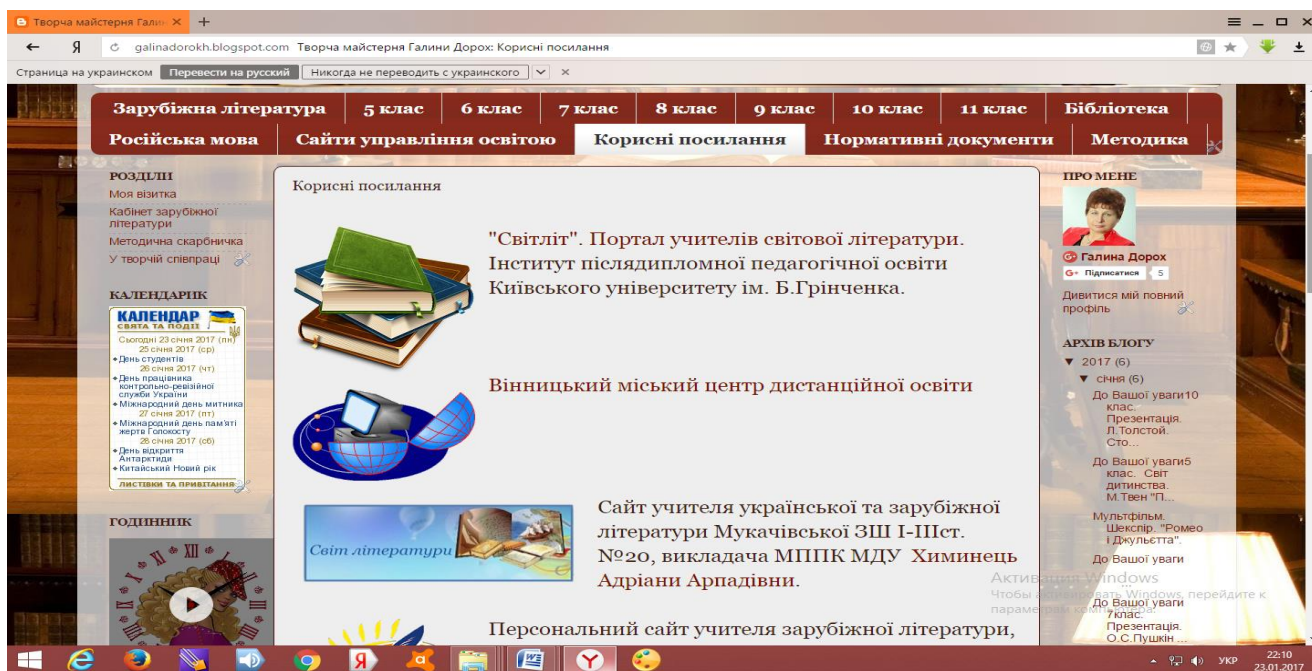 Творча майстерня Гали
galinadorokh.blogspot.com Творча майстерня Галини Дорох: Корисні посилання
Страница на украинском Перевести на русский Никогда не переводить с украинского
Зарубіжна література 5 клас 6 клас 7 клас 8 клас 9 клас 10 клас 11 клас Бібліотека
Російська мова Сайти управління освітою Корисні посилання Нормативні документи Методика
РОЗДІЛИ
Моя візитка
Кабінет зарубіжної
літератури
Методична скарбничка
У творчій співпраці
КАЛЕНДАРИК
КАЛЕНДАР
СВЯТА ТА ПОДІЇ
Сьогодні 23 січня 2017 (пн)
25 січня 2017 (ср)
День студентів
26 січня 2017 (чт)
День працівника
контрольно-ревізійної
служби України
Міжнародний день митника
27 січня 2017 (пт)
Міжнародний день пам'яті
жертв Голокосту
28 січня 2017 (сб)
День відкриття
Антарктиди
Китайський Новий рік
ЛИСТІВКИ ТА ПРИВІТАННЯ
ГОДИННИК
XII
Корисні посилання
"Світліт". Портал учителів світової літератури.
Інститут післядипломної педагогічної освіти
Київського університету ім. Б.Грінченка.
Вінницький міський центр дистанційної освіти
Світ літератури
Сайт учителя української та зарубіжної
літератури Мукачівської ЗШ І-ІІІст.
№20, викладача МППК МДУ Химинець
Адріани Арпадівни.
Персональний сайт учителя зарубіжної літератури,
ПРО МЕНЕ
Галина Дорох
G+ Підписатися 5
Дивитися мій повний
профіль
АРХІВ БЛОГУ
▼ 2017 (6)
▼ січня (6)
До Вашої уваги10
клас.
Презентація.
Л.Толстой.
Сто...
До Вашої уваги5
клас. Світ
дитинства.
М.Твен "П...
Мультфільм.
Шекспір. "Ромео
і Джульєтта".
До Вашої уваги
...
До Вашої уваги
7клас.
Презентація.
О.С.Пушкін ...
Активация Windows
Чтобы активировать Windows, перейдите к
параметрам компьютера.
УКР 22:10
23.01.2017